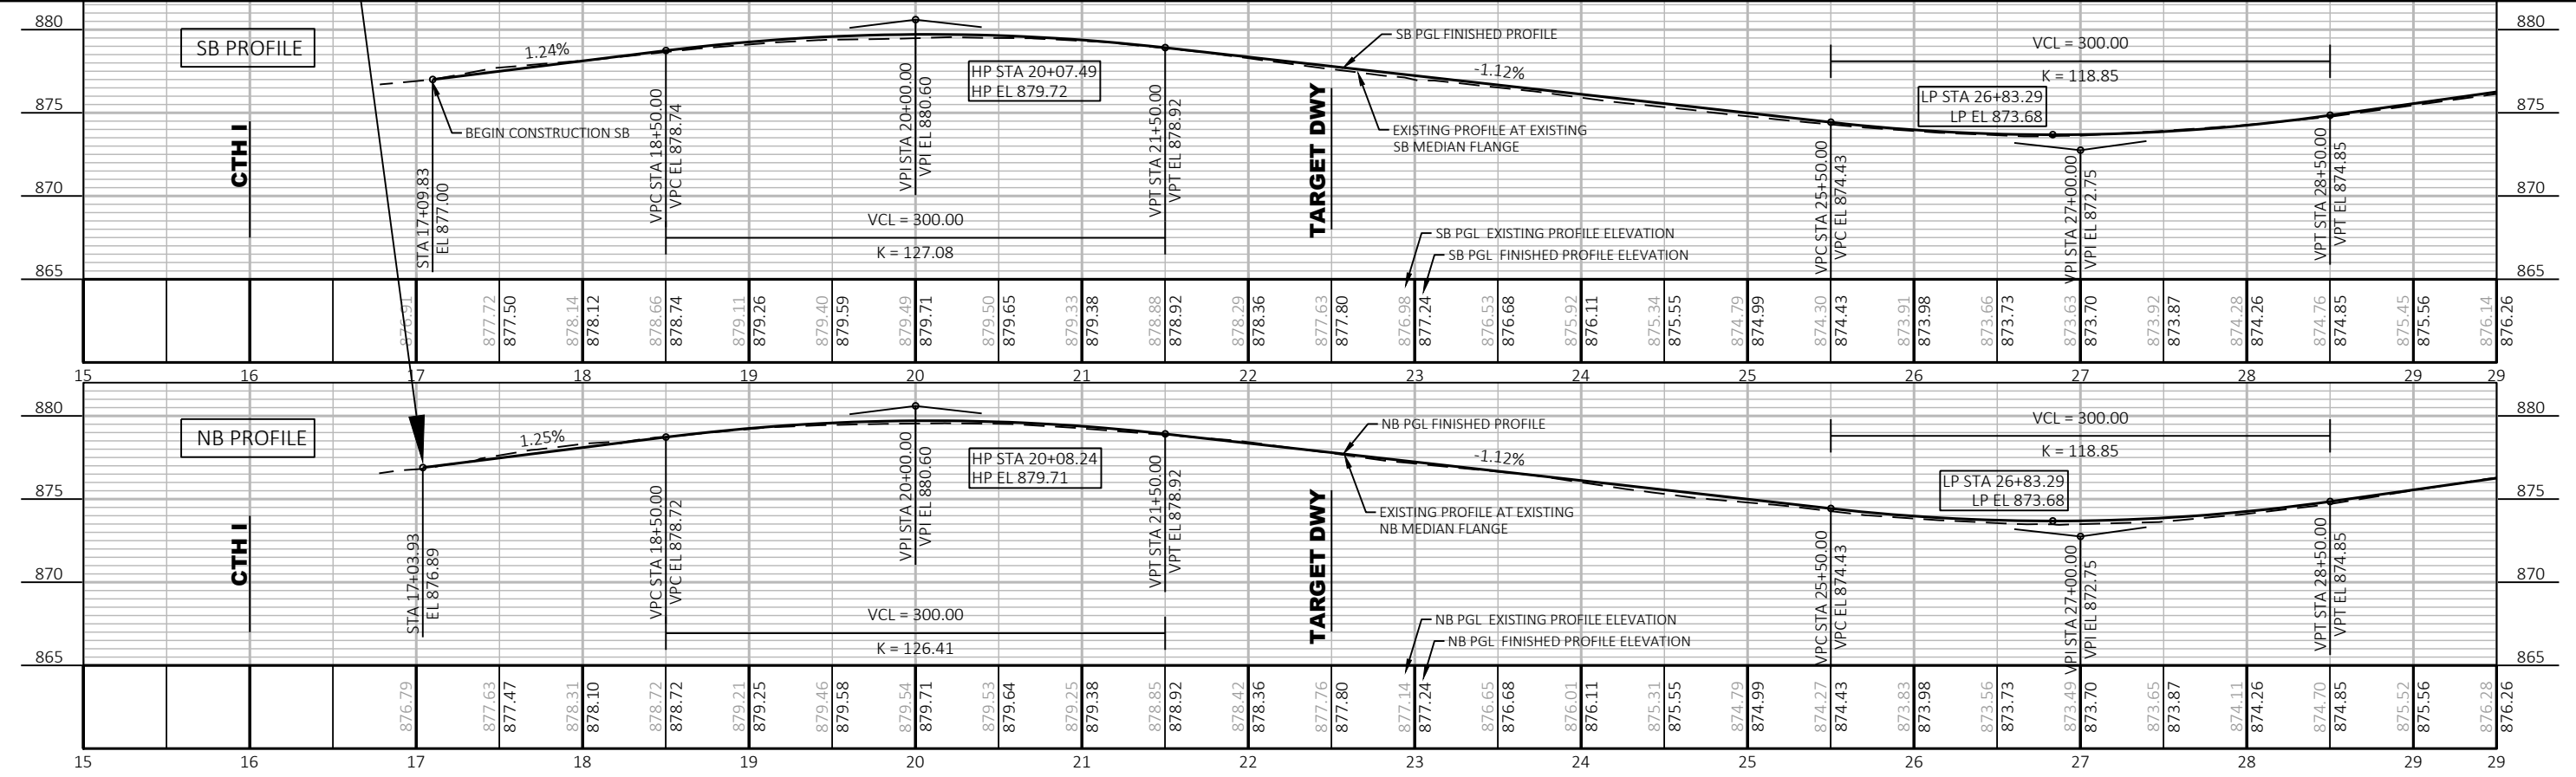 880
880
SB PROFILE
1.24%
SB PGL FINISHED PROFILE
VCL = 300.00
HP STA 20+07.49
HP EL 879.72
-1.12%
K = 118.85
875
875
BEGIN CONSTRUCTION SB
LP STA 26+83.29
LP EL 873.68
EXISTING PROFILE AT EXISTING
SB MEDIAN FLANGE
CTH I
STA 17+09.83
EL 877.00
VPC STA 18+50.00
VPC EL 878.74
VPI STA 20+00.00
VPI EL 880.60
VPT STA 21+50.00
VPT EL 878.92
TARGET DWY
VPC STA 25+50.00
VPC EL 874.43
VPI STA 27+00.00
VPI EL 872.75
VPT STA 28+50.00
VPT EL 874.85
870
870
VCL = 300.00
K = 127.08
SB PGL  EXISTING PROFILE ELEVATION
SB PGL  FINISHED PROFILE ELEVATION
865
865
876.91
877.72
877.50
878.14
878.12
878.66
878.74
879.11
879.26
879.40
879.59
879.49
879.71
879.50
879.65
879.33
879.38
878.88
878.92
878.29
878.36
877.63
877.80
876.98
877.24
876.53
876.68
875.92
876.11
875.34
875.55
874.79
874.99
874.30
874.43
873.91
873.98
873.66
873.73
873.63
873.70
873.92
873.87
874.28
874.26
874.76
874.85
875.45
875.56
876.14
876.26
15 16 17 18 19 20 21 22 23 24 25 26 27 28 29 29
880
880
NB PROFILE
1.25%
NB PGL FINISHED PROFILE
VCL = 300.00
HP STA 20+08.24
HP EL 879.71
-1.12%
K = 118.85
875
875
LP STA 26+83.29
LP EL 873.68
EXISTING PROFILE AT EXISTING
NB MEDIAN FLANGE
CTH I
STA 17+03.93
EL 876.89
VPC STA 18+50.00
VPC EL 878.72
VPI STA 20+00.00
VPI EL 880.60
VPT STA 21+50.00
VPT EL 878.92
TARGET DWY
VPC STA 25+50.00
VPC EL 874.43
VPI STA 27+00.00
VPI EL 872.75
VPT STA 28+50.00
VPT EL 874.85
870
870
VCL = 300.00
K = 126.41
NB PGL  EXISTING PROFILE ELEVATION
NB PGL  FINISHED PROFILE ELEVATION
865
865
876.79
877.63
877.47
878.31
878.10
878.72
878.72
879.21
879.25
879.46
879.58
879.54
879.71
879.53
879.64
879.25
879.38
878.85
878.92
878.42
878.36
877.76
877.80
877.14
877.24
876.65
876.68
876.01
876.11
875.31
875.55
874.79
874.99
874.27
874.43
873.83
873.98
873.56
873.73
873.49
873.70
873.65
873.87
874.11
874.26
874.70
874.85
875.52
875.56
876.28
876.26
15 16 17 18 19 20 21 22 23 24 25 26 27 28 29 29